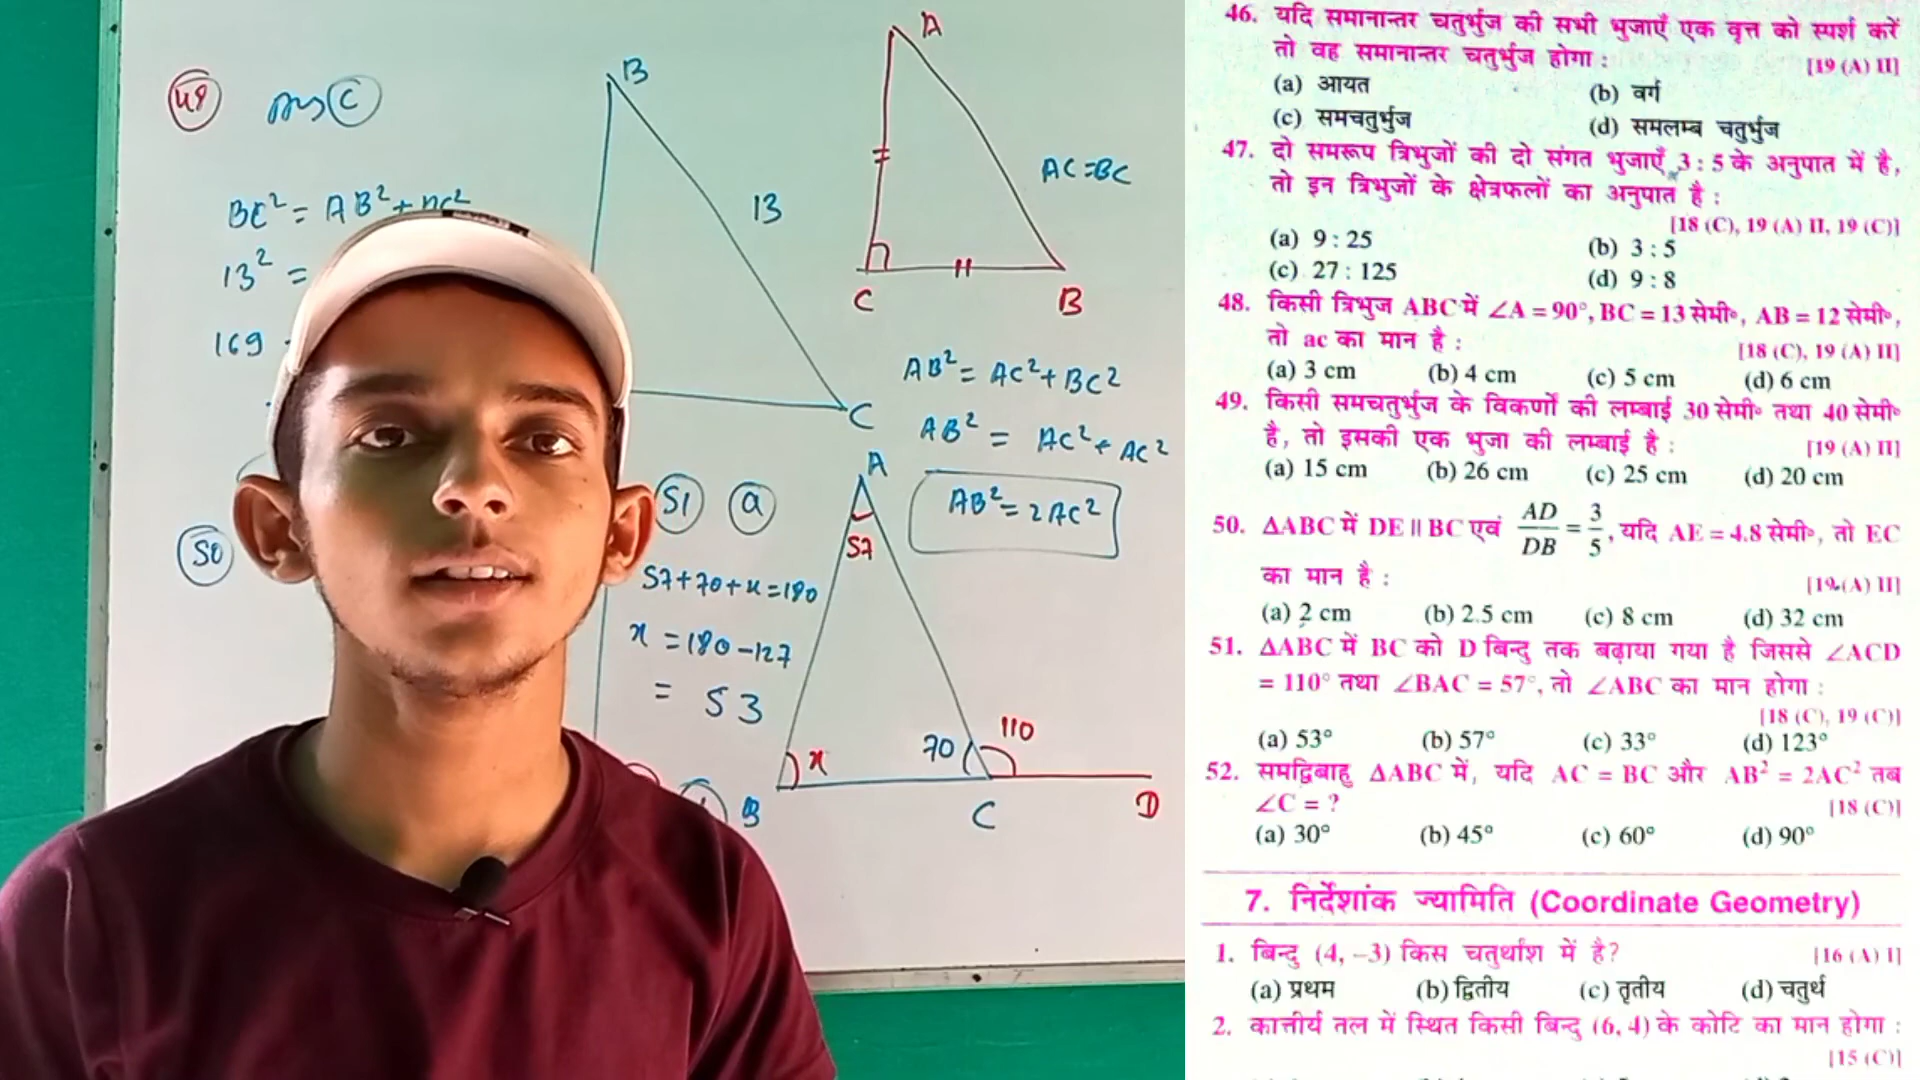 48 Ans C
BC² = AB² +
13² =
169
B
13
C
A
AC=BC
C
B
AB² = AC² + BC²
AB² = AC² + AC²
AB² = 2AC²
50
51 a
57+70+x=180
x = 180-127
= 53
A
57
x
70
110
B
C
D
46. यदि समानान्तर चतुर्भुज की सभी भुजाएँ एक वृत्त को स्पर्श करें
तो वह समानान्तर चतुर्भुज होगा : [19 (A) II]
(a) आयत (b) वर्ग
(c) समचतुर्भुज (d) समलम्ब चतुर्भुज
47. दो समरूप त्रिभुजों की दो संगत भुजाएँ 3 : 5 के अनुपात में है,
तो इन त्रिभुजों के क्षेत्रफलों का अनुपात है :
[18 (C), 19 (A) II, 19 (C)]
(a) 9 : 25 (b) 3 : 5
(c) 27 : 125 (d) 9 : 8
48. किसी त्रिभुज ABC में ∠A = 90°, BC = 13 सेमी॰, AB = 12 सेमी॰,
तो ac का मान है : [18 (C), 19 (A) II]
(a) 3 cm (b) 4 cm (c) 5 cm (d) 6 cm
49. किसी समचतुर्भुज के विकर्णों की लम्बाई 30 सेमी॰ तथा 40 सेमी॰
है, तो इसकी एक भुजा की लम्बाई है : [19 (A) II]
(a) 15 cm (b) 26 cm (c) 25 cm (d) 20 cm
50. ΔABC में DE || BC एवं AD/DB = 3/5, यदि AE = 4.8 सेमी॰, तो EC
का मान है : [19 (A) II]
(a) 2 cm (b) 2.5 cm (c) 8 cm (d) 32 cm
51. ΔABC में BC को D बिन्दु तक बढ़ाया गया है जिससे ∠ACD
= 110° तथा ∠BAC = 57°, तो ∠ABC का मान होगा :
[18 (C), 19 (C)]
(a) 53° (b) 57° (c) 33° (d) 123°
52. समद्विबाहु ΔABC में, यदि AC = BC और AB² = 2AC² तब
∠C = ? [18 (C)]
(a) 30° (b) 45° (c) 60° (d) 90°
7. निर्देशांक ज्यामिति (Coordinate Geometry)
1. बिन्दु (4, –3) किस चतुर्थांश में है? [16 (A) I]
(a) प्रथम (b) द्वितीय (c) तृतीय (d) चतुर्थ
2. कार्त्तीय तल में स्थित किसी बिन्दु (6, 4) के कोटि का मान होगा :
[15 (C)]